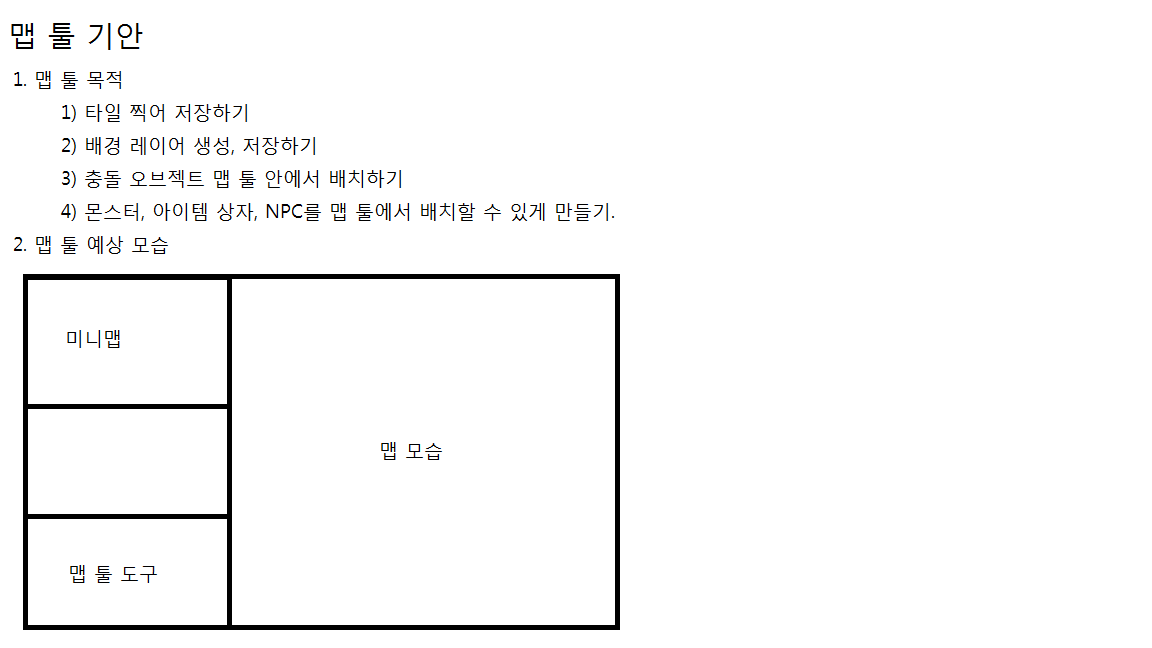 맵 툴 기안
1. 맵 툴 목적
1) 타일 찍어 저장하기
2) 배경 레이어 생성, 저장하기
3) 충돌 오브젝트 맵 툴 안에서 배치하기
4) 몬스터, 아이템 상자, NPC를 맵 툴에서 배치할 수 있게 만들기.
2. 맵 툴 예상 모습
미니맵
맵 모습
맵 툴 도구